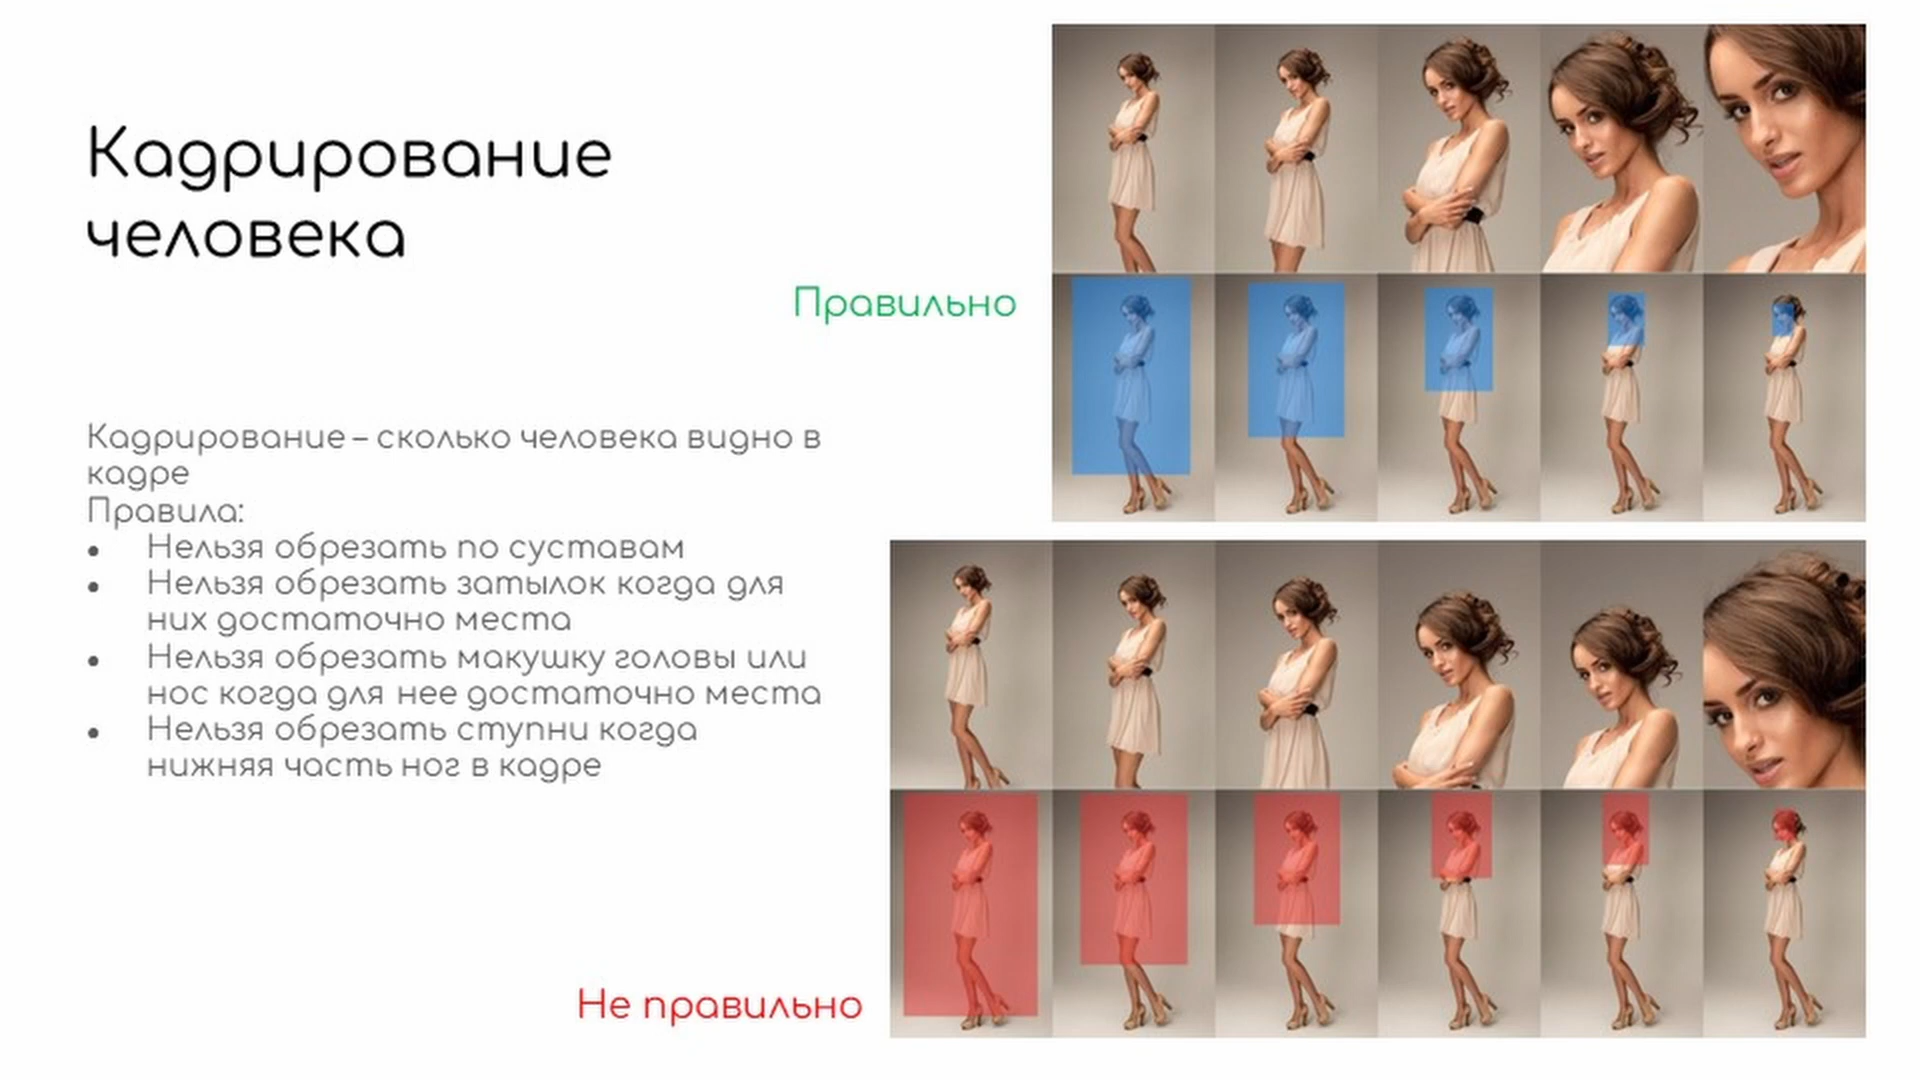 Кадрирование
человека
Правильно
Кадрирование – сколько человека видно в
кадре
Правила:
• Нельзя обрезать по суставам
• Нельзя обрезать затылок когда для
них достаточно места
• Нельзя обрезать макушку головы или
нос когда для нее достаточно места
• Нельзя обрезать ступни когда
нижняя часть ног в кадре
Не правильно